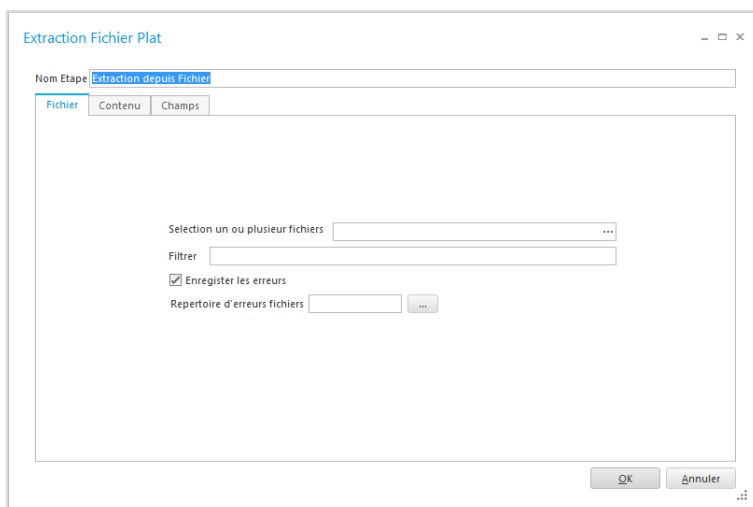 Extraction Fichier Plat
Nom Etape Extraction depuis Fichier
Fichier Contenu Champs
Selection un ou plusieur fichiers ...
Filtrer
Enregister les erreurs
Repertoire d'erreurs fichiers ...
OK Annuler